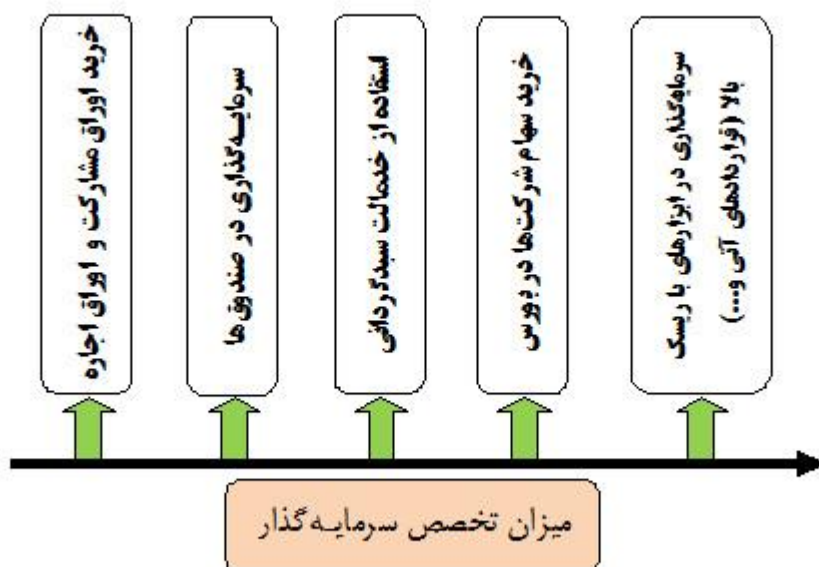 خرید اوراق مشارکت و اوراق اجاره
سرمایه‌گذاری در صندوق‌ها
استفاده از خدمالت سبدگردانی
خرید سهام شرکت‌ها در بورس
سرمایه‌گذاری در ابزارهای با ریسک
بالا (قراردادهای آتی و...)
میزان تخصص سرمایه‌گذار